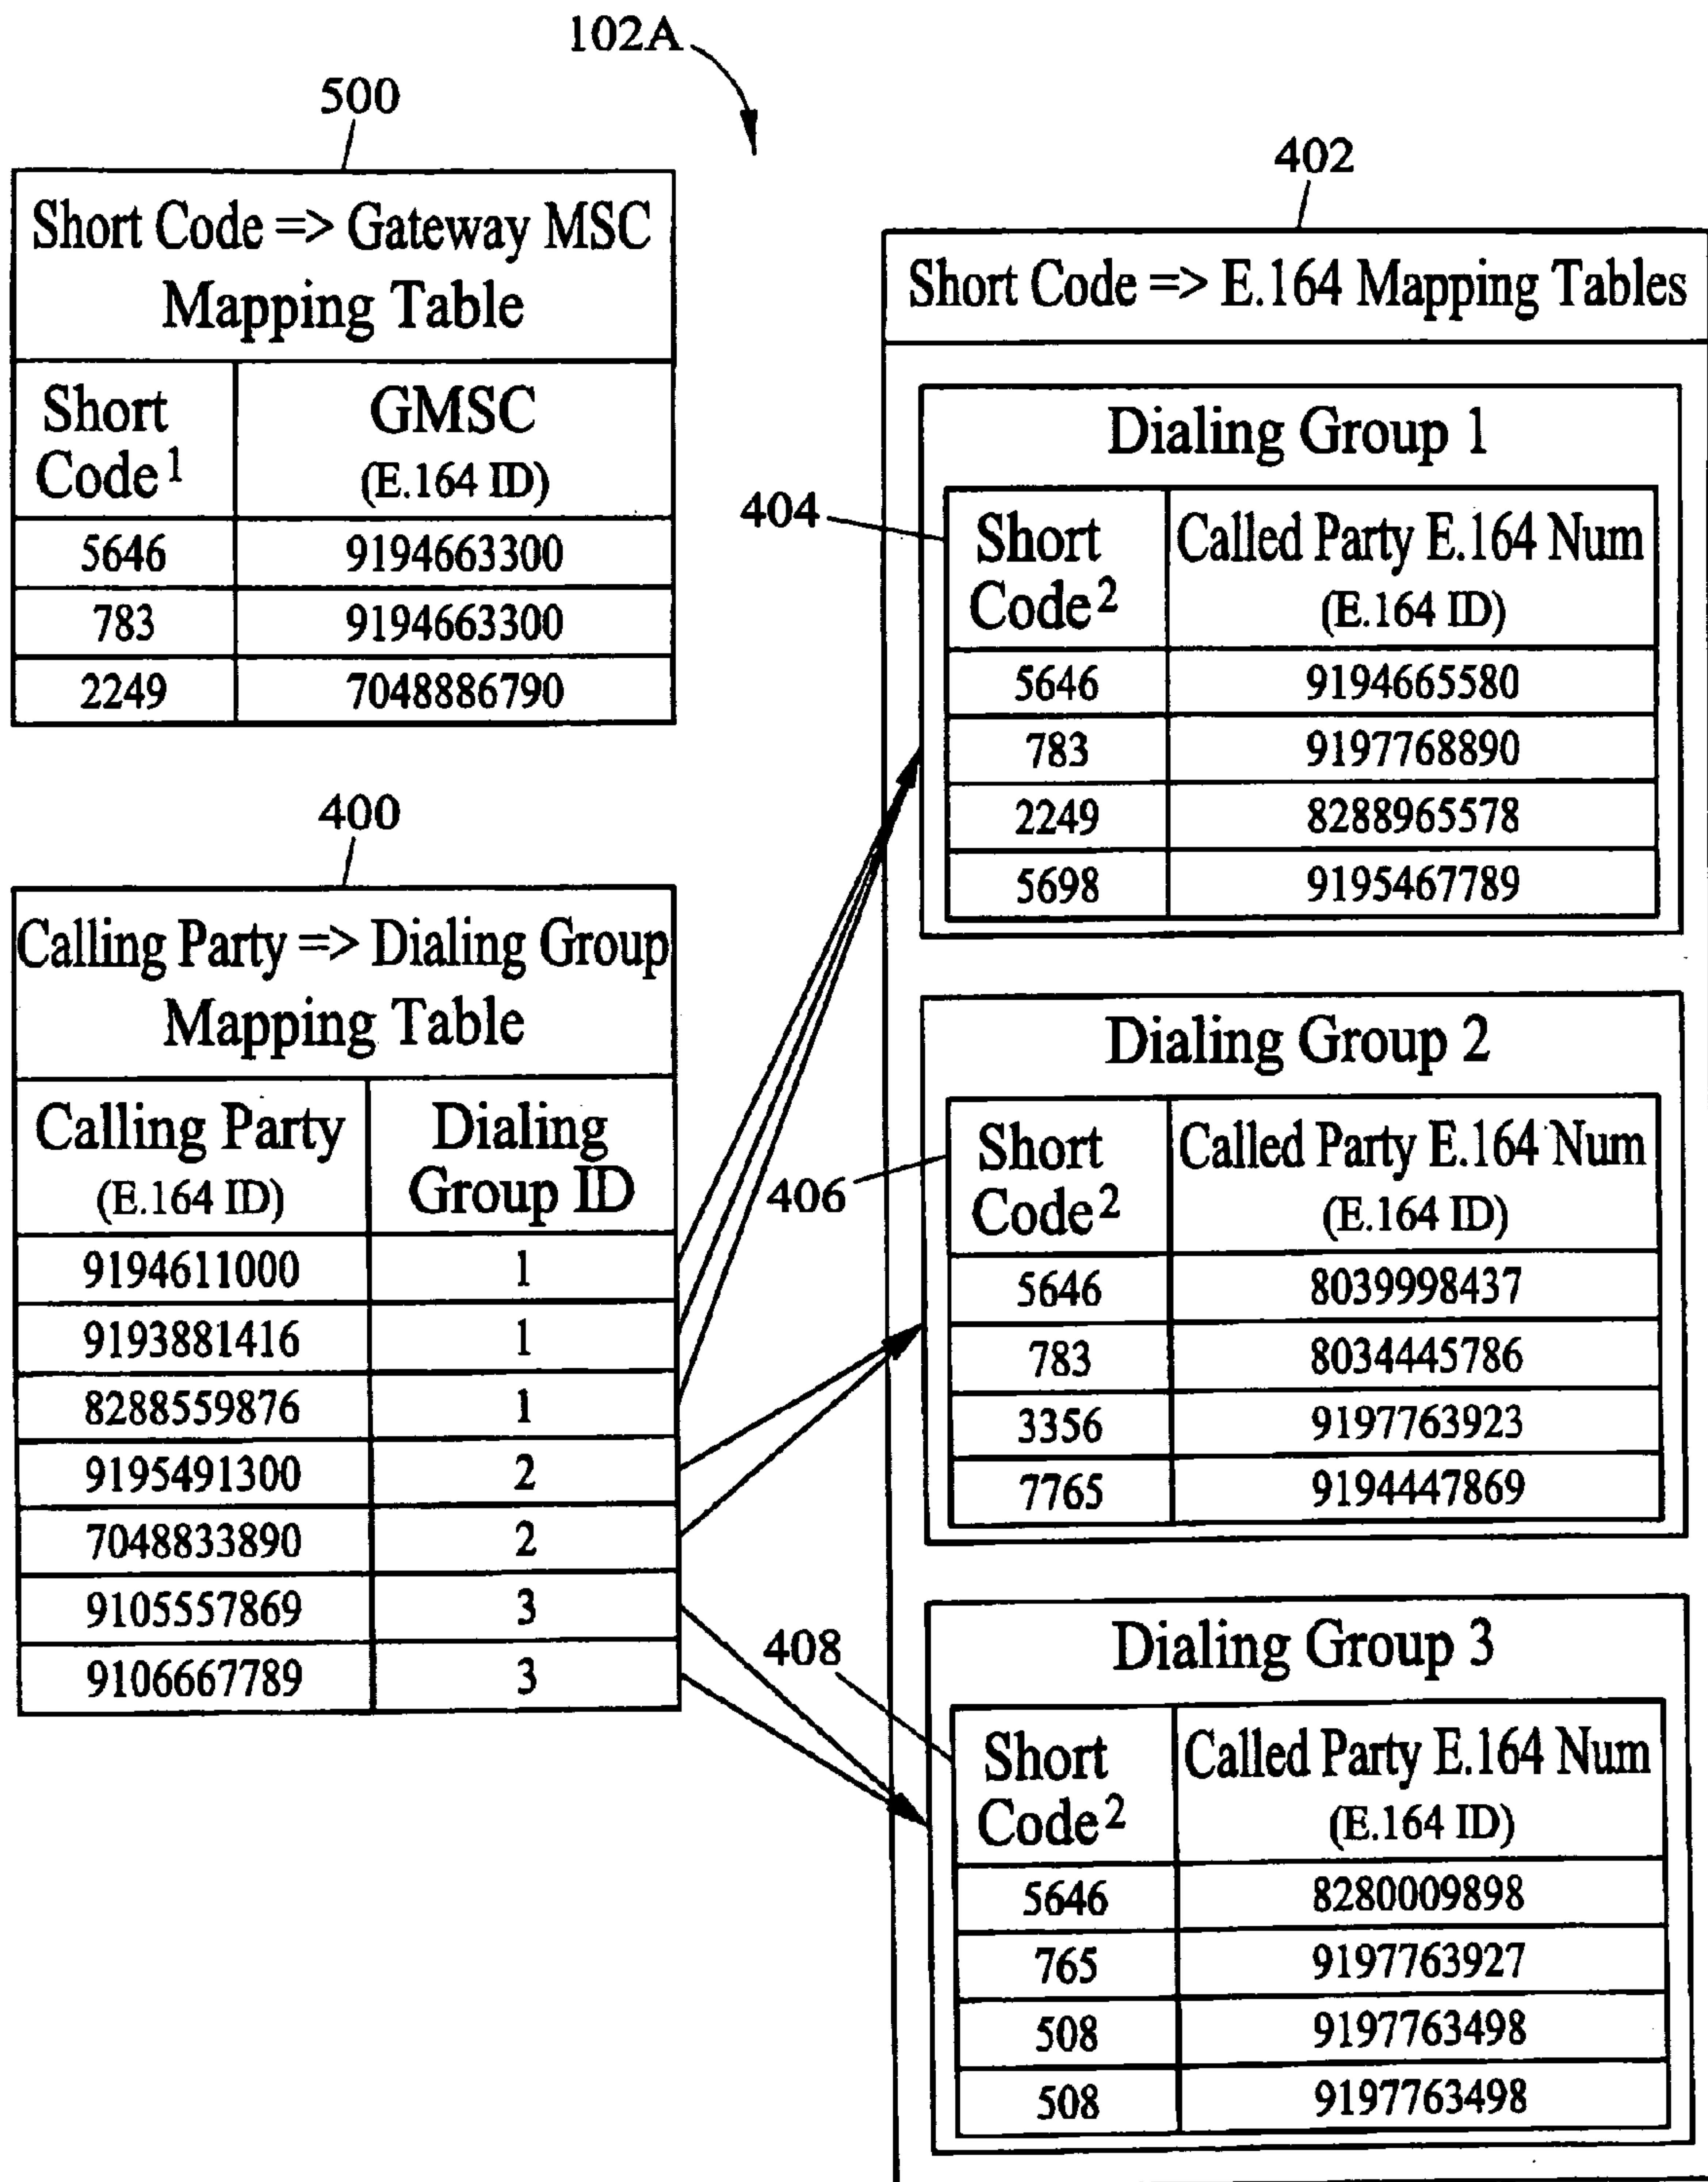 102A
500
Short Code => Gateway MSC
Mapping Table
Short
Code¹
GMSC
(E.164 ID)
5646 9194663300
783 9194663300
2249 7048886790
400
Calling Party => Dialing Group
Mapping Table
Calling Party
(E.164 ID)
Dialing
Group ID
9194611000 1
9193881416 1
8288559876 1
9195491300 2
7048833890 2
9105557869 3
9106667789 3
402
Short Code => E.164 Mapping Tables
Dialing Group 1
404
Short
Code²
Called Party E.164 Num
(E.164 ID)
5646 9194665580
783 9197768890
2249 8288965578
5698 9195467789
Dialing Group 2
406
Short
Code²
Called Party E.164 Num
(E.164 ID)
5646 8039998437
783 8034445786
3356 9197763923
7765 9194447869
Dialing Group 3
408
Short
Code²
Called Party E.164 Num
(E.164 ID)
5646 8280009898
765 9197763927
508 9197763498
508 9197763498